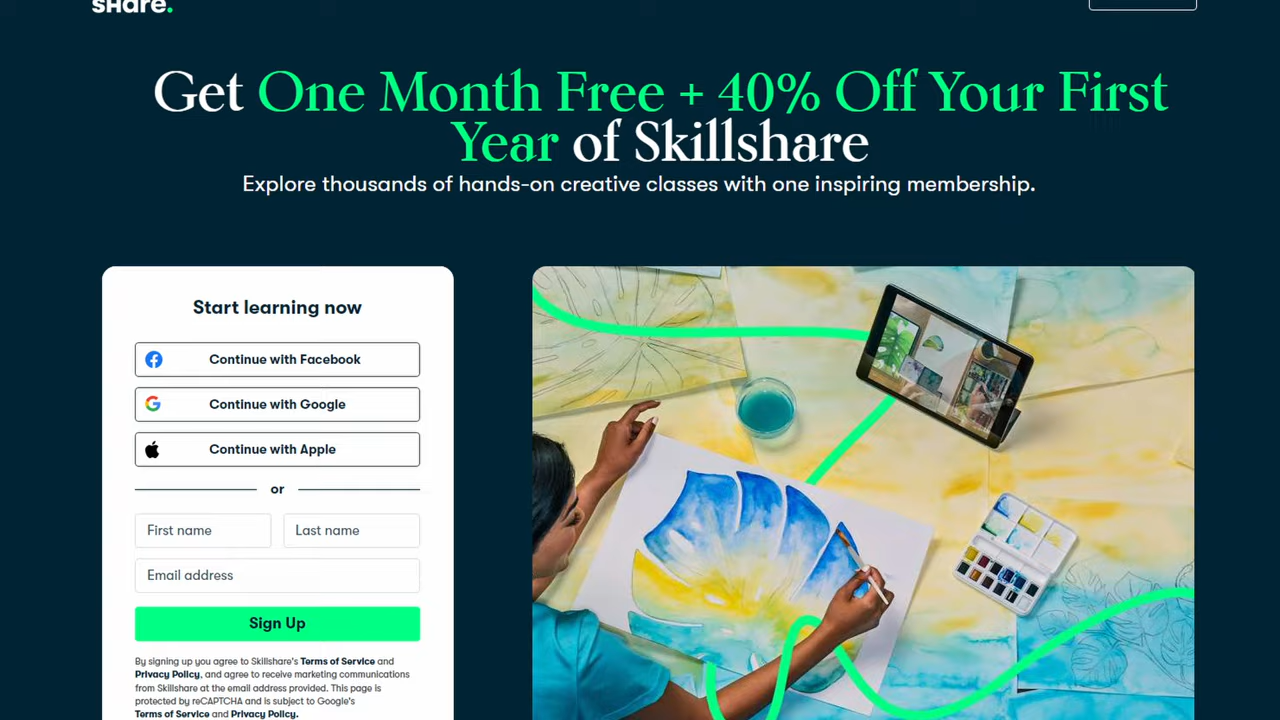 sHare.
Get One Month Free + 40% Off Your First
Year of Skillshare
Explore thousands of hands-on creative classes with one inspiring membership.
Start learning now
Continue with Facebook
Continue with Google
Continue with Apple
or
First name Last name
Email address
Sign Up
By signing up you agree to Skillshare's Terms of Service and
Privacy Policy, and agree to receive marketing communications
from Skillshare at the email address provided. This page is
protected by reCAPTCHA and is subject to Google's
Terms of Service and Privacy Policy.